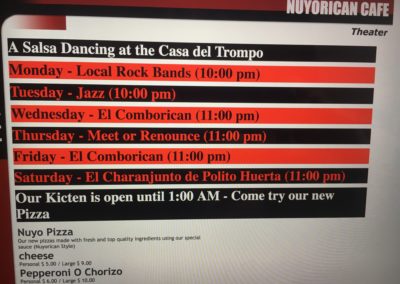 NUYORICAN CAFE
Theater
A Salsa Dancing at the Casa del Trompo
Monday - Local Rock Bands (10:00 pm)
Tuesday - Jazz (10:00 pm)
Wednesday - El Comborican (11:00 pm)
Thursday - Meet or Renounce (11:00 pm)
Friday - El Comborican (11:00 pm)
Saturday - El Charanjunto de Polito Huerta (11:00 pm)
Our Kicten is open until 1:00 AM - Come try our new
Pizza
Nuyo Pizza
Our new pizzas made with fresh and top quality ingredients using our special
sauce (Nuyorican Style)
cheese
Personal $ 5.00 / Large $ 9.00
Pepperoni O Chorizo
Personal $ 6.00 / Large $ 10.00